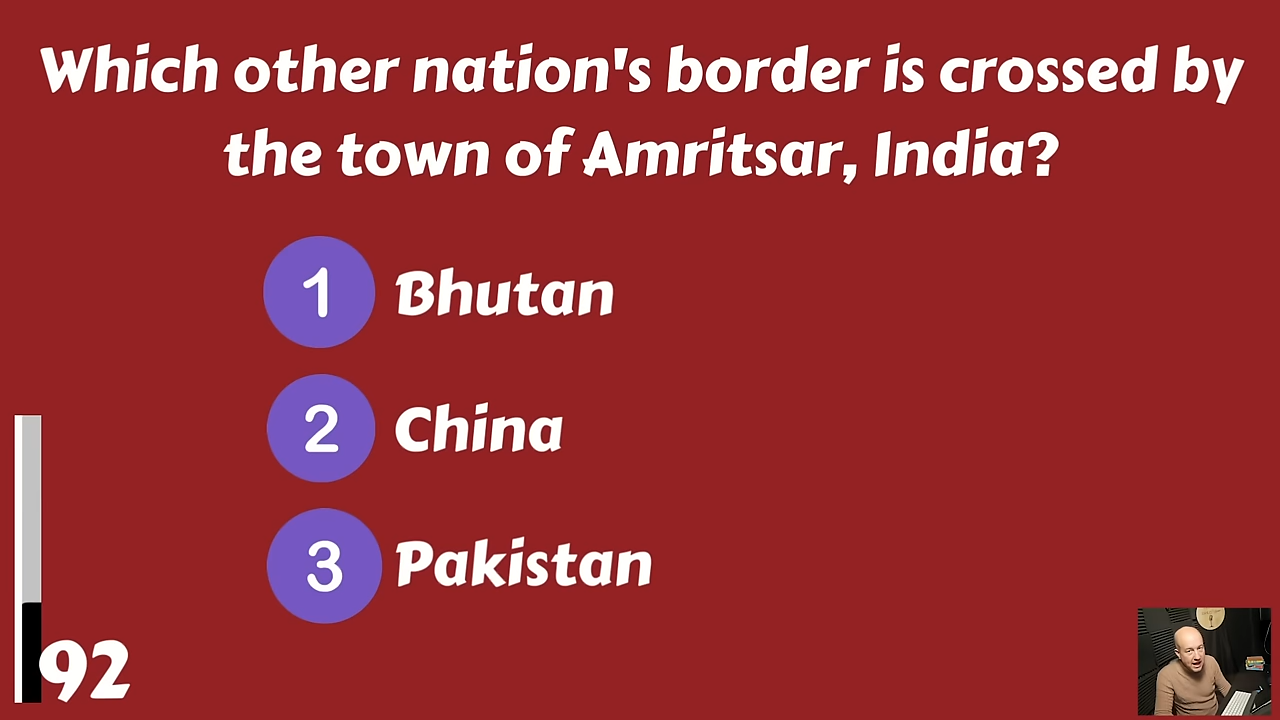 Which other nation's border is crossed by
the town of Amritsar, India?
1 Bhutan
2 China
3 Pakistan
92